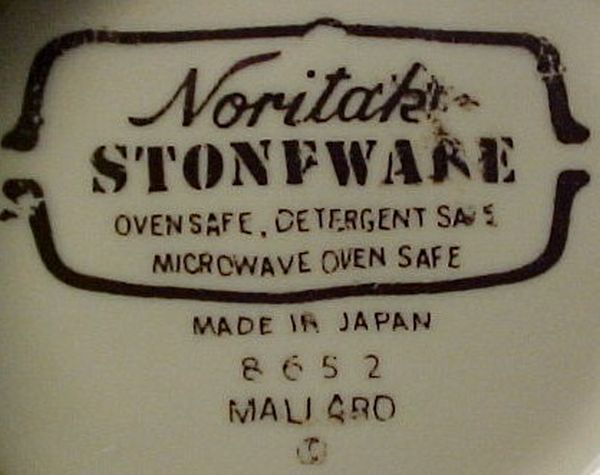 Noritake
STONEWARE
OVEN SAFE, DETERGENT SAFE
MICROWAVE OVEN SAFE
MADE IN JAPAN
8652
MALLARD